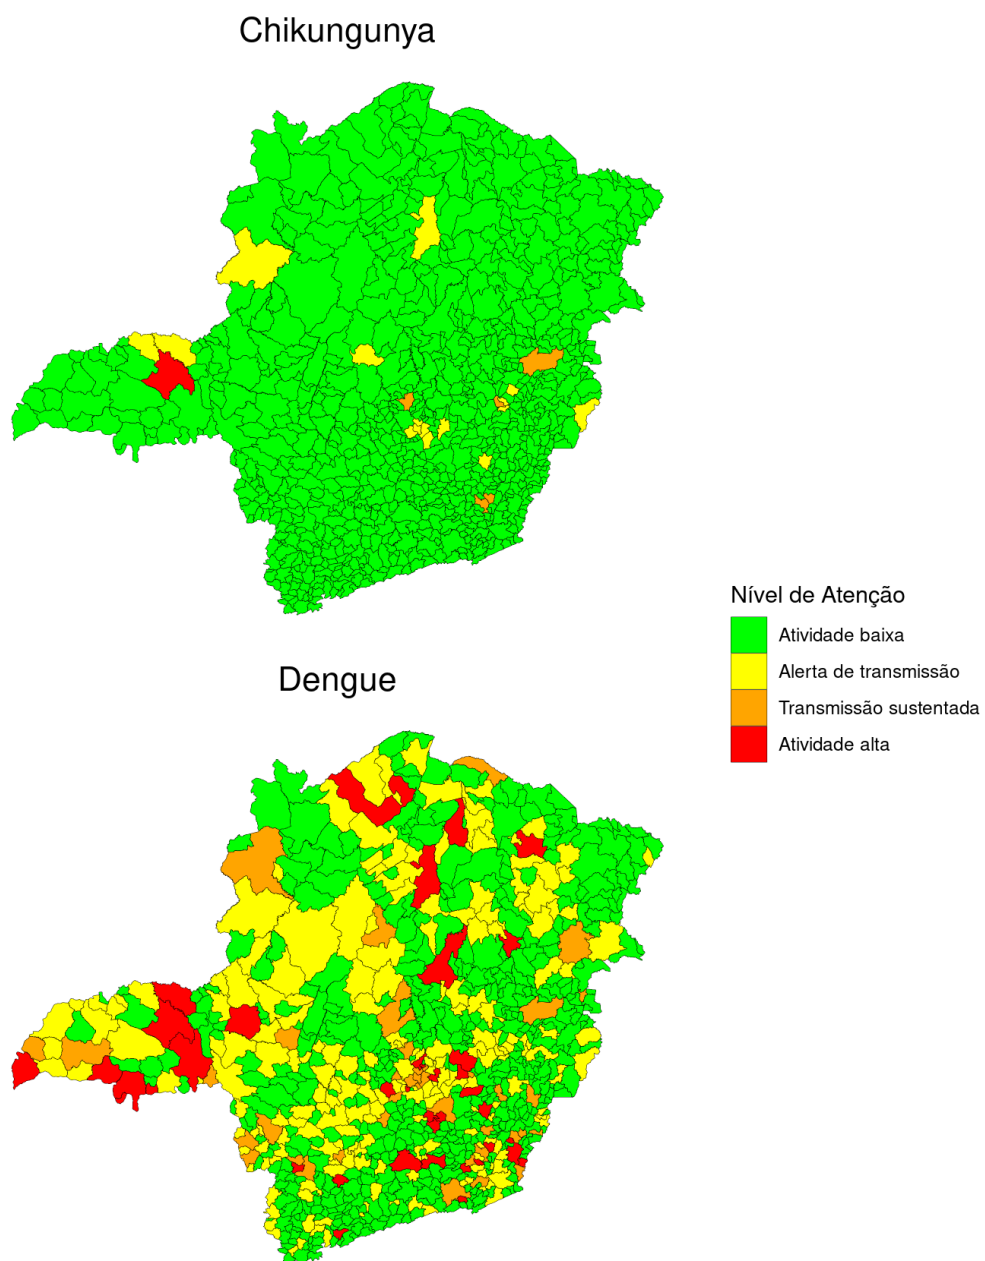 Chikungunya
Nível de Atenção
Atividade baixa
Alerta de transmissão
Transmissão sustentada
Atividade alta
Dengue